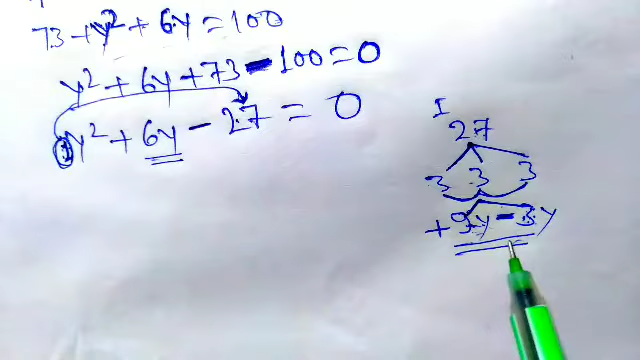 73 + y² + 6y = 100
y² + 6y + 73 - 100 = 0
1y² + 6y - 27 = 0
I
27
3 3 3
+ 9y - 3y